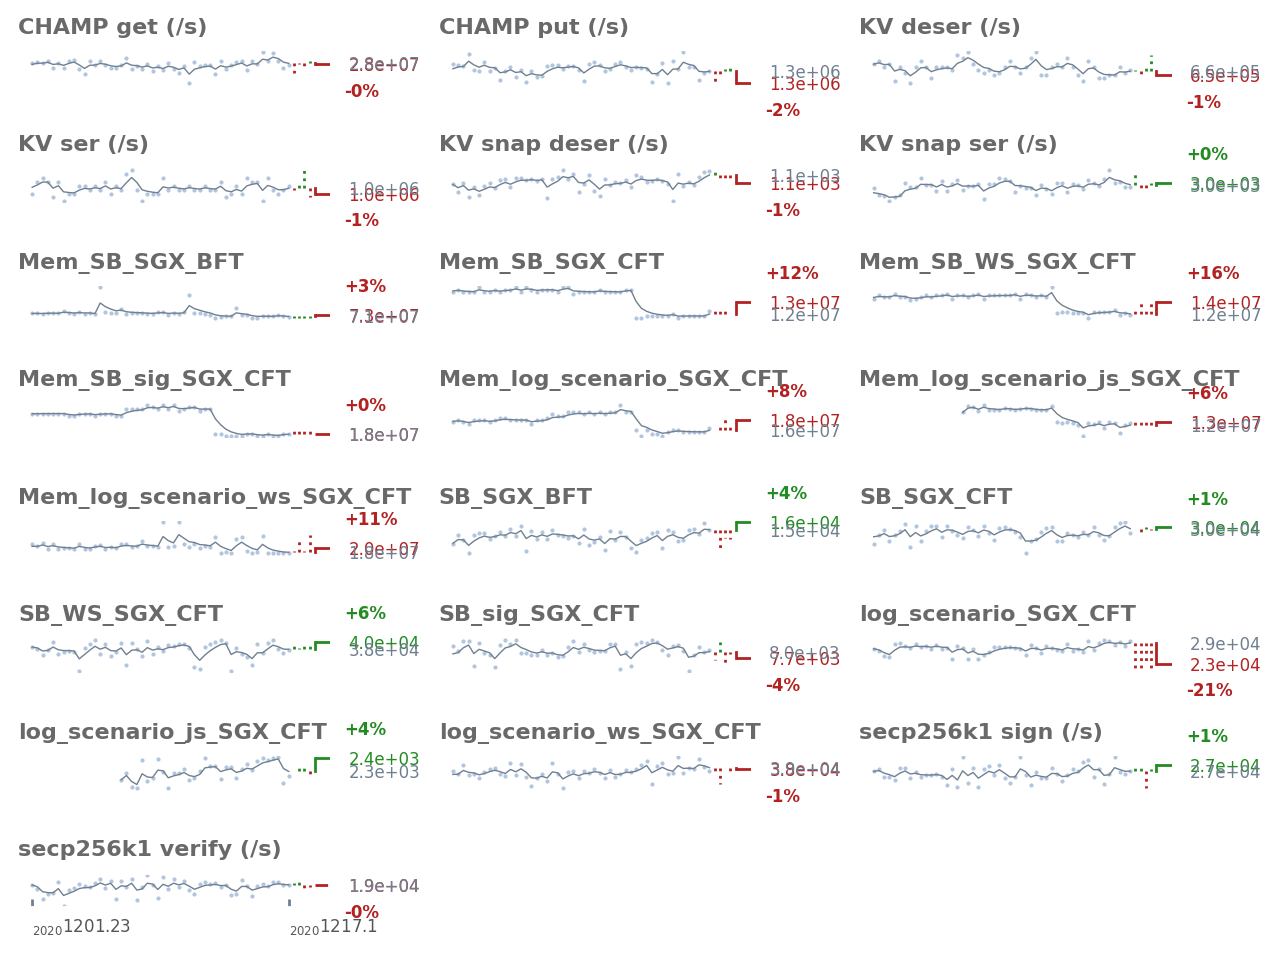 CHAMP get (/s)
2.8e+07
2.8e+07
-0%
CHAMP put (/s)
1.3e+06
1.3e+06
-2%
KV deser (/s)
6.6e+05
6.5e+05
-1%
KV ser (/s)
1.0e+06
1.0e+06
-1%
KV snap deser (/s)
1.1e+03
1.1e+03
-1%
KV snap ser (/s)
+0%
3.0e+03
3.0e+03
Mem_SB_SGX_BFT
+3%
7.1e+07
Mem_SB_SGX_CFT
+12%
1.3e+07
1.2e+07
Mem_SB_WS_SGX_CFT
+16%
1.4e+07
1.2e+07
Mem_SB_sig_SGX_CFT
+0%
1.8e+07
Mem_log_scenario_SGX_CFT
+8%
1.8e+07
1.6e+07
Mem_log_scenario_js_SGX_CFT
+6%
1.3e+07
1.2e+07
Mem_log_scenario_ws_SGX_CFT
+11%
2.0e+07
1.8e+07
SB_SGX_BFT
+4%
1.6e+04
1.5e+04
SB_SGX_CFT
+1%
3.0e+04
3.0e+04
SB_WS_SGX_CFT
+6%
4.0e+04
3.8e+04
SB_sig_SGX_CFT
8.0e+03
7.7e+03
-4%
log_scenario_SGX_CFT
2.9e+04
2.3e+04
-21%
log_scenario_js_SGX_CFT
+4%
2.4e+03
2.3e+03
log_scenario_ws_SGX_CFT
3.8e+04
-1%
secp256k1 sign (/s)
+1%
2.7e+04
2.7e+04
secp256k1 verify (/s)
1.9e+04
-0%
2020 1201.23
2020 1217.1